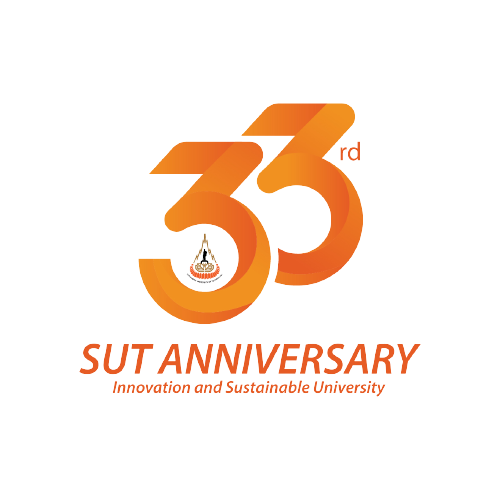 33rd
SUT ANNIVERSARY
Innovation and Sustainable University